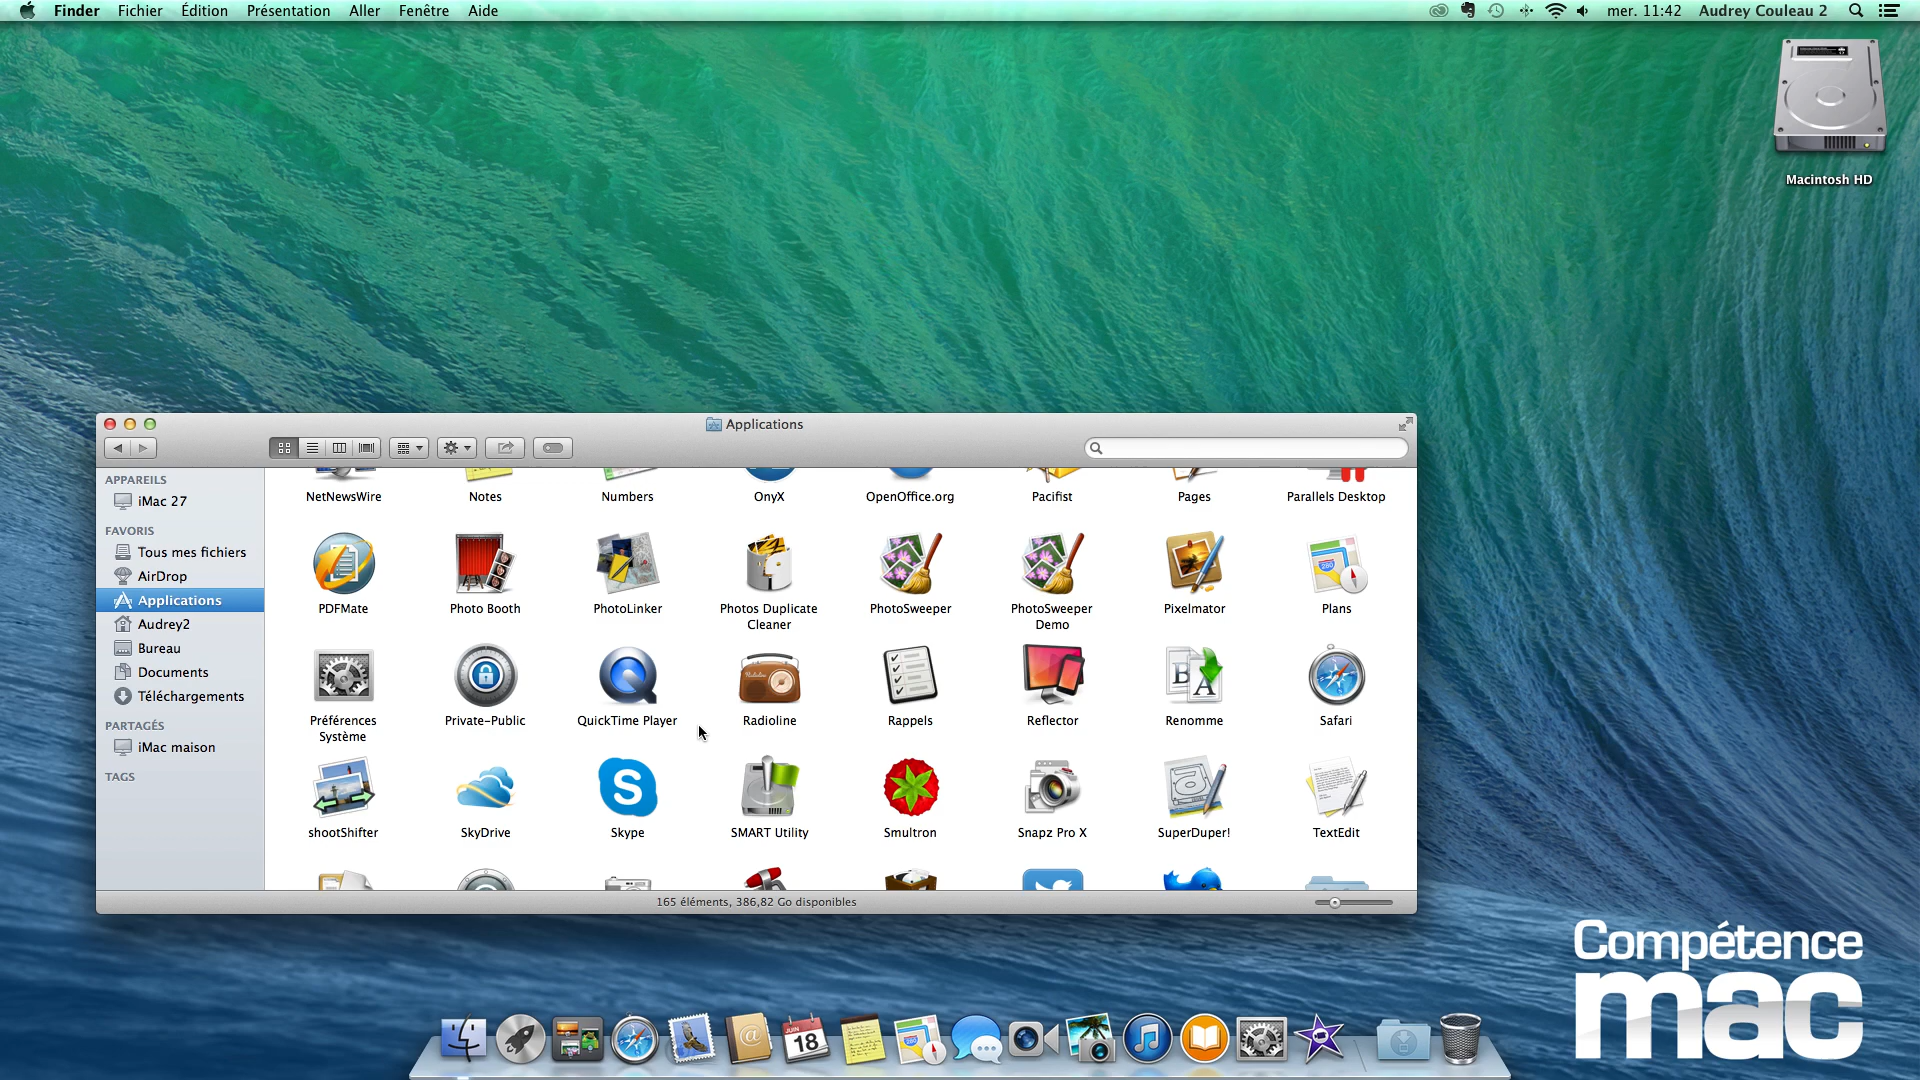 Finder Fichier Édition Présentation Aller Fenêtre Aide
mer. 11:42 Audrey Couleau 2
Macintosh HD
Applications
APPAREILS
iMac 27
FAVORIS
Tous mes fichiers
AirDrop
Applications
Audrey2
Bureau
Documents
Téléchargements
PARTAGÉS
iMac maison
TAGS
NetNewsWire Notes Numbers OnyX OpenOffice.org Pacifist Pages Parallels Desktop
PDFMate Photo Booth PhotoLinker Photos Duplicate Cleaner PhotoSweeper PhotoSweeper Demo Pixelmator Plans
Préférences Système Private-Public QuickTime Player Radioline Rappels Reflector Renomme Safari
shootShifter SkyDrive Skype SMART Utility Smultron Snapz Pro X SuperDuper! TextEdit
165 éléments, 386,82 Go disponibles
JUIN
18
Compétence
mac